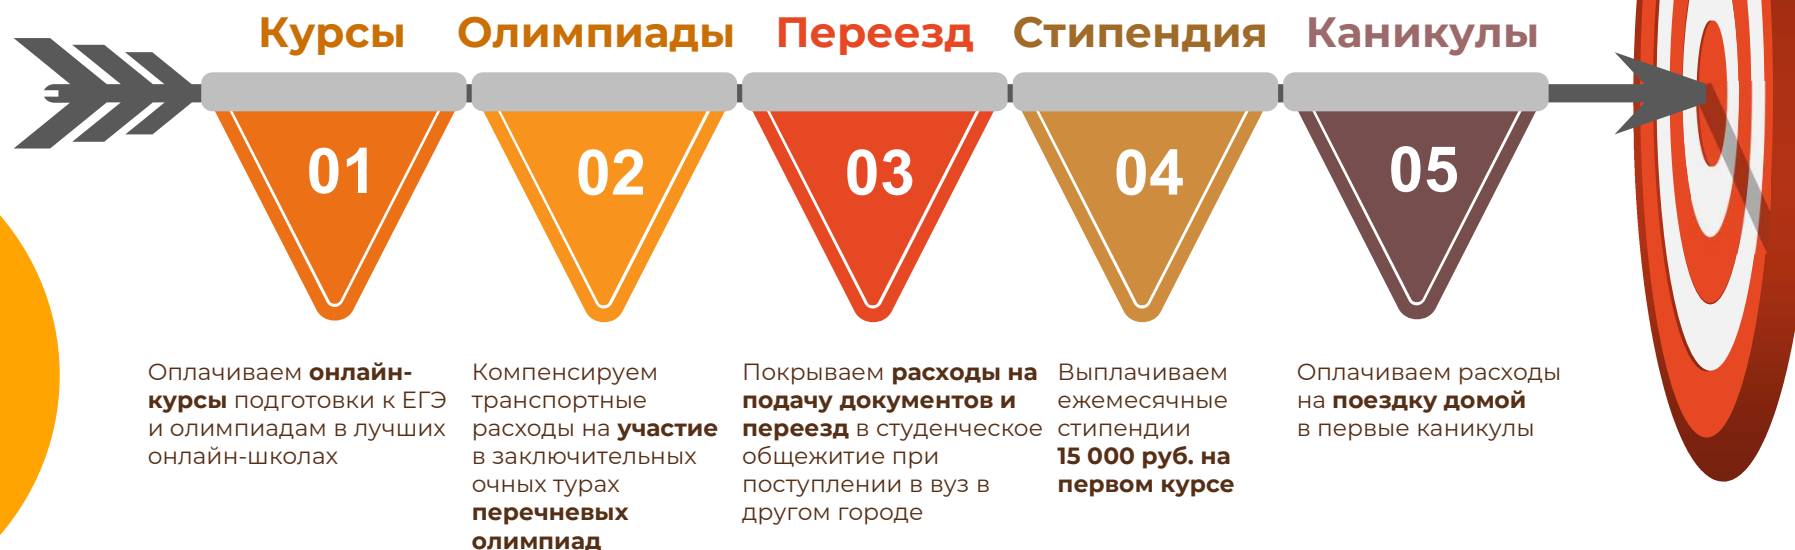 Курсы
Олимпиады
Переезд
Стипендия
Каникулы
01
02
03
04
05
Оплачиваем онлайн-
курсы подготовки к ЕГЭ
и олимпиадам в лучших
онлайн-школах
Компенсируем
транспортные
расходы на участие
в заключительных
очных турах
перечневых
олимпиад
Покрываем расходы на
подачу документов и
переезд в студенческое
общежитие при
поступлении в вуз в
другом городе
Выплачиваем
ежемесячные
стипендии
15 000 руб. на
первом курсе
Оплачиваем расходы
на поездку домой
в первые каникулы